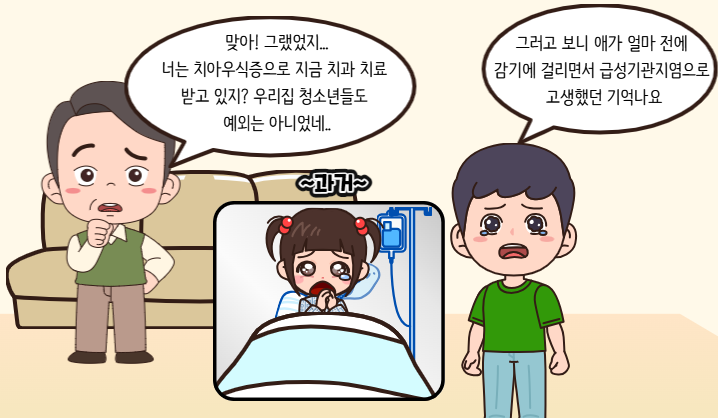 맞아! 그랬었지...
너는 치아우식증으로 지금 치과 치료
받고 있지? 우리집 청소년들도
예외는 아니었네..
그러고 보니 애가 얼마 전에
감기에 걸리면서 급성기관지염으로
고생했던 기억나요
~과거~